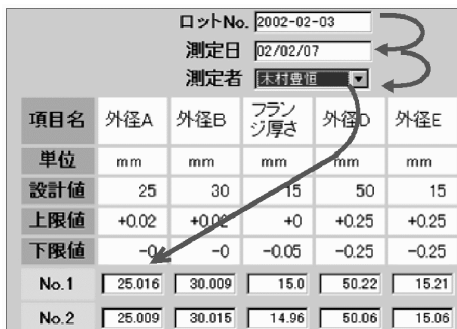 ロットNo. 2002-02-03
測定日 02/02/07
測定者 木村豊恒
項目名 外径A 外径B フランジ厚さ 外径D 外径E
単位 mm mm mm mm mm
設計値 25 30 15 50 15
上限値 +0.02 +0.02 +0 +0.25 +0.25
下限値 -0 -0 -0.05 -0.25 -0.25
No.1 25.016 30.009 15.0 50.22 15.21
No.2 25.009 30.015 14.96 50.06 15.06